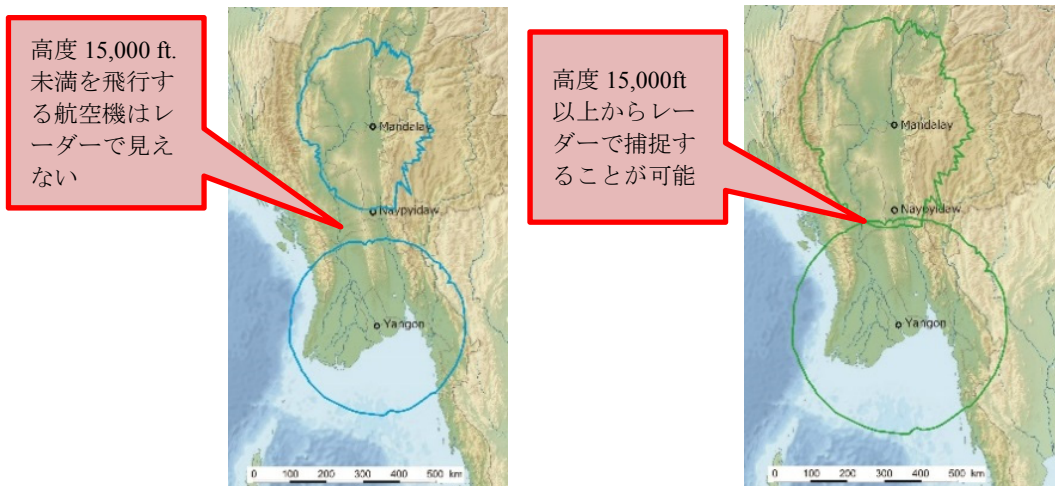 高度 15,000 ft.
未満を飛行す
る航空機はレ
ーダーで見え
ない
Mandalay
Naypyidaw
Yangon
0 100 200 300 400 500 km
高度 15,000ft
以上からレー
ダーで捕捉す
ることが可能
Mandalay
Naypyidaw
Yangon
0 100 200 300 400 500 km